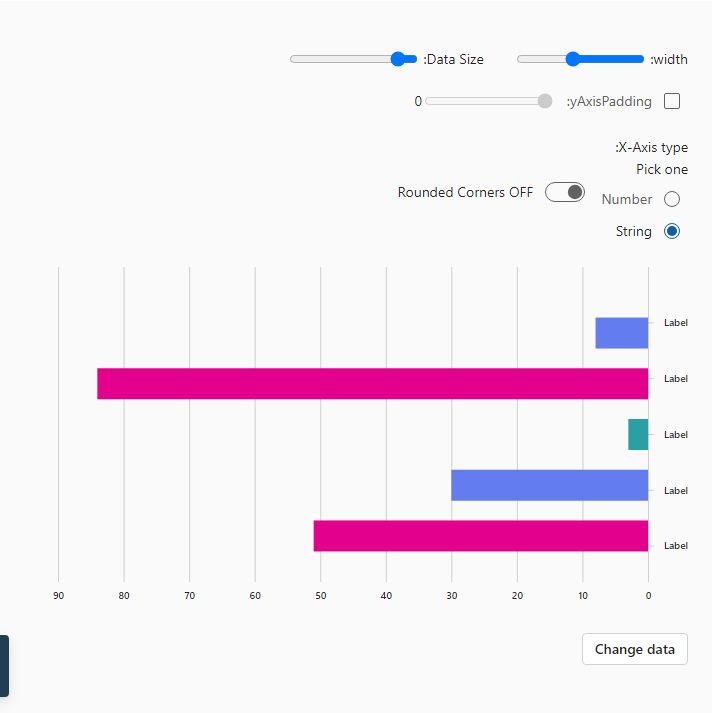 :width
:Data Size
:yAxisPadding
0
:X-Axis type
Pick one
Number
Rounded Corners OFF
String
Label
Label
Label
Label
Label
90 80 70 60 50 40 30 20 10 0
Change data